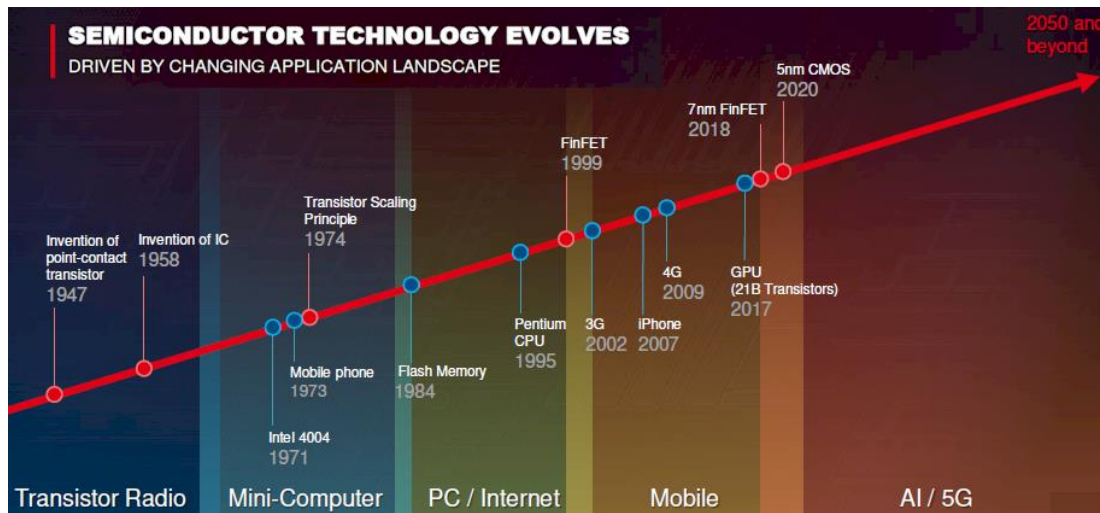 SEMICONDUCTOR TECHNOLOGY EVOLVES
DRIVEN BY CHANGING APPLICATION LANDSCAPE
2050 and
beyond
5nm CMOS
2020
7nm FinFET
2018
FinFET
1999
Transistor Scaling
Principle
1974
Invention of IC
1958
Invention of
point-contact
transistor
1947
Intel 4004
1971
Mobile phone
1973
Flash Memory
1984
Pentium
CPU
1995
3G
2002
iPhone
2007
4G
2009
GPU
(21B Transistors)
2017
Transistor Radio
Mini-Computer
PC / Internet
Mobile
AI / 5G